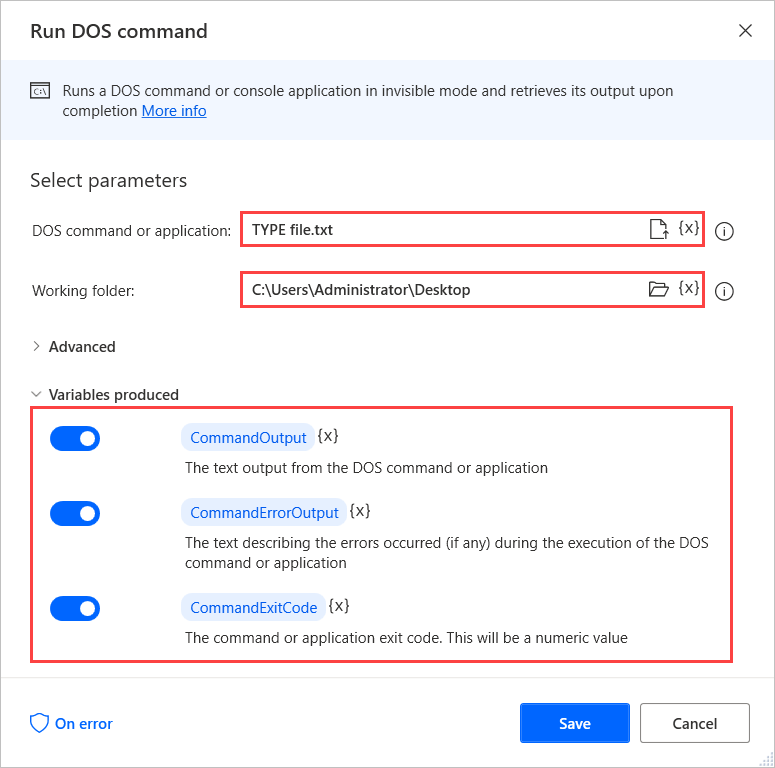 Run DOS command
C:\
Runs a DOS command or console application in invisible mode and retrieves its output upon
completion More info
Select parameters
DOS command or application: TYPE file.txt {x}
Working folder: C:\Users\Administrator\Desktop {x}
Advanced
Variables produced
CommandOutput {x}
The text output from the DOS command or application
CommandErrorOutput {x}
The text describing the errors occurred (if any) during the execution of the DOS
command or application
CommandExitCode {x}
The command or application exit code. This will be a numeric value
On error Save Cancel